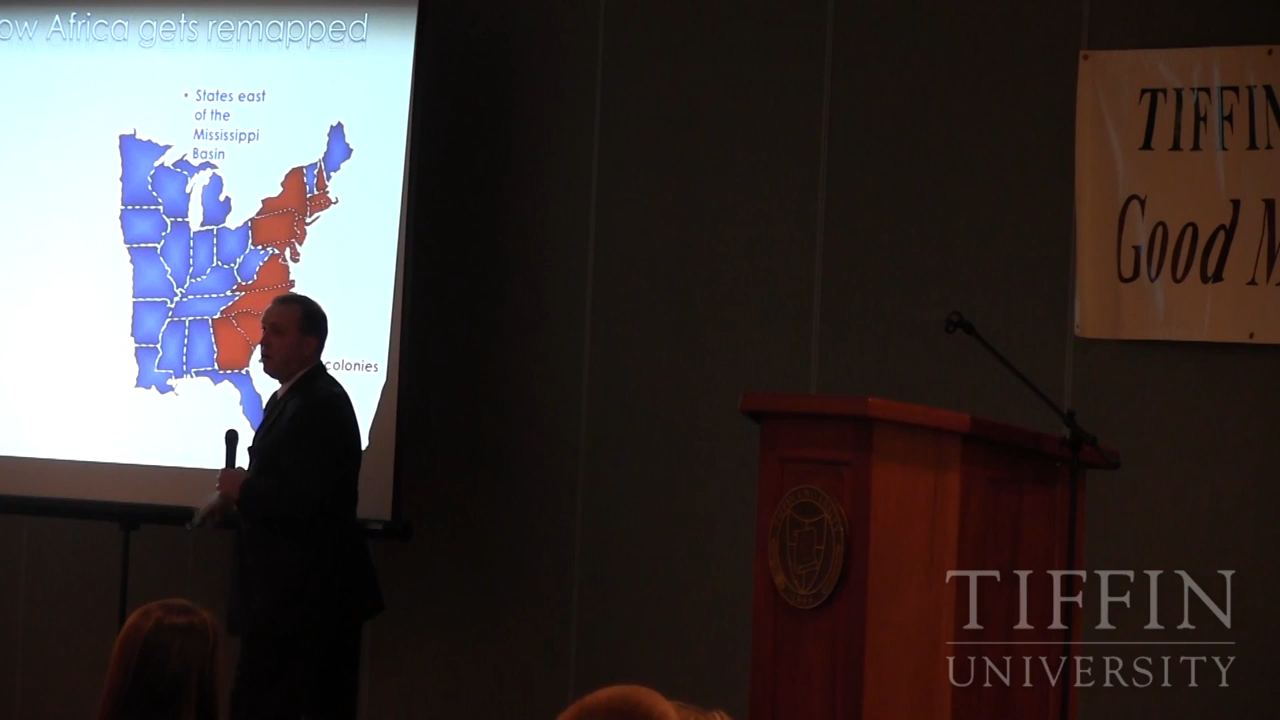 ow Africa gets remapped
• States east
of the
Mississippi
Basin
colonies
TIFFIN
Good M
TIFFIN
UNIVERSITY